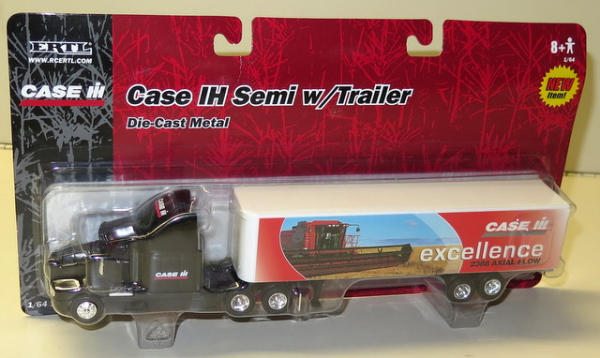 ERTL
WWW.RCERTL.COM
CASE IH
Case IH Semi w/Trailer
Die-Cast Metal
8+
1/64
NEW
Item!
CASE IH
excellence
2388 AXIAL-FLOW
CASE IH
1/64